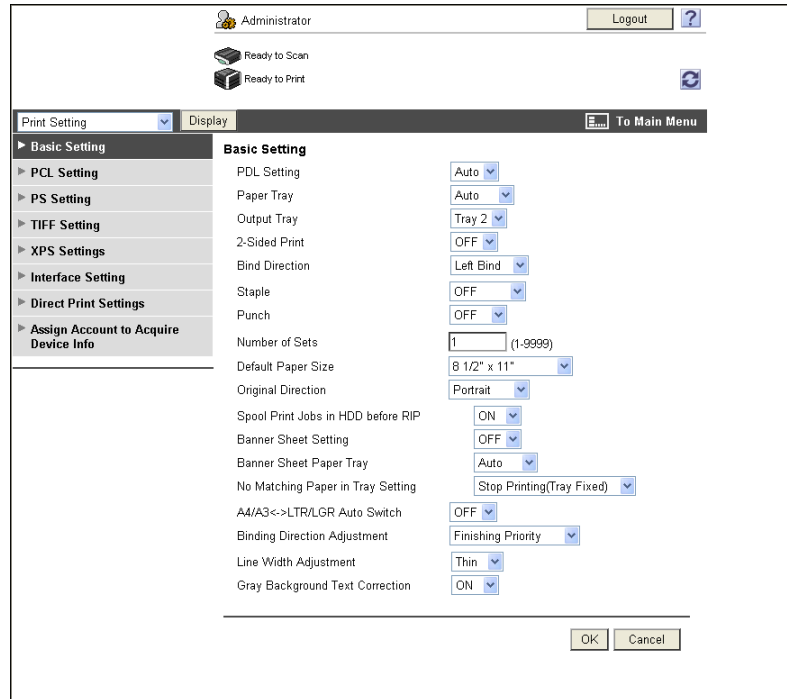 Administrator
Logout
?
Ready to Scan
Ready to Print
Print Setting
Display
To Main Menu
Basic Setting
PCL Setting
PS Setting
TIFF Setting
XPS Settings
Interface Setting
Direct Print Settings
Assign Account to Acquire
Device Info
Basic Setting
PDL Setting Auto
Paper Tray Auto
Output Tray Tray 2
2-Sided Print OFF
Bind Direction Left Bind
Staple OFF
Punch OFF
Number of Sets 1 (1-9999)
Default Paper Size 8 1/2" x 11"
Original Direction Portrait
Spool Print Jobs in HDD before RIP ON
Banner Sheet Setting OFF
Banner Sheet Paper Tray Auto
No Matching Paper in Tray Setting Stop Printing(Tray Fixed)
A4/A3<->LTR/LGR Auto Switch OFF
Binding Direction Adjustment Finishing Priority
Line Width Adjustment Thin
Gray Background Text Correction ON
OK Cancel